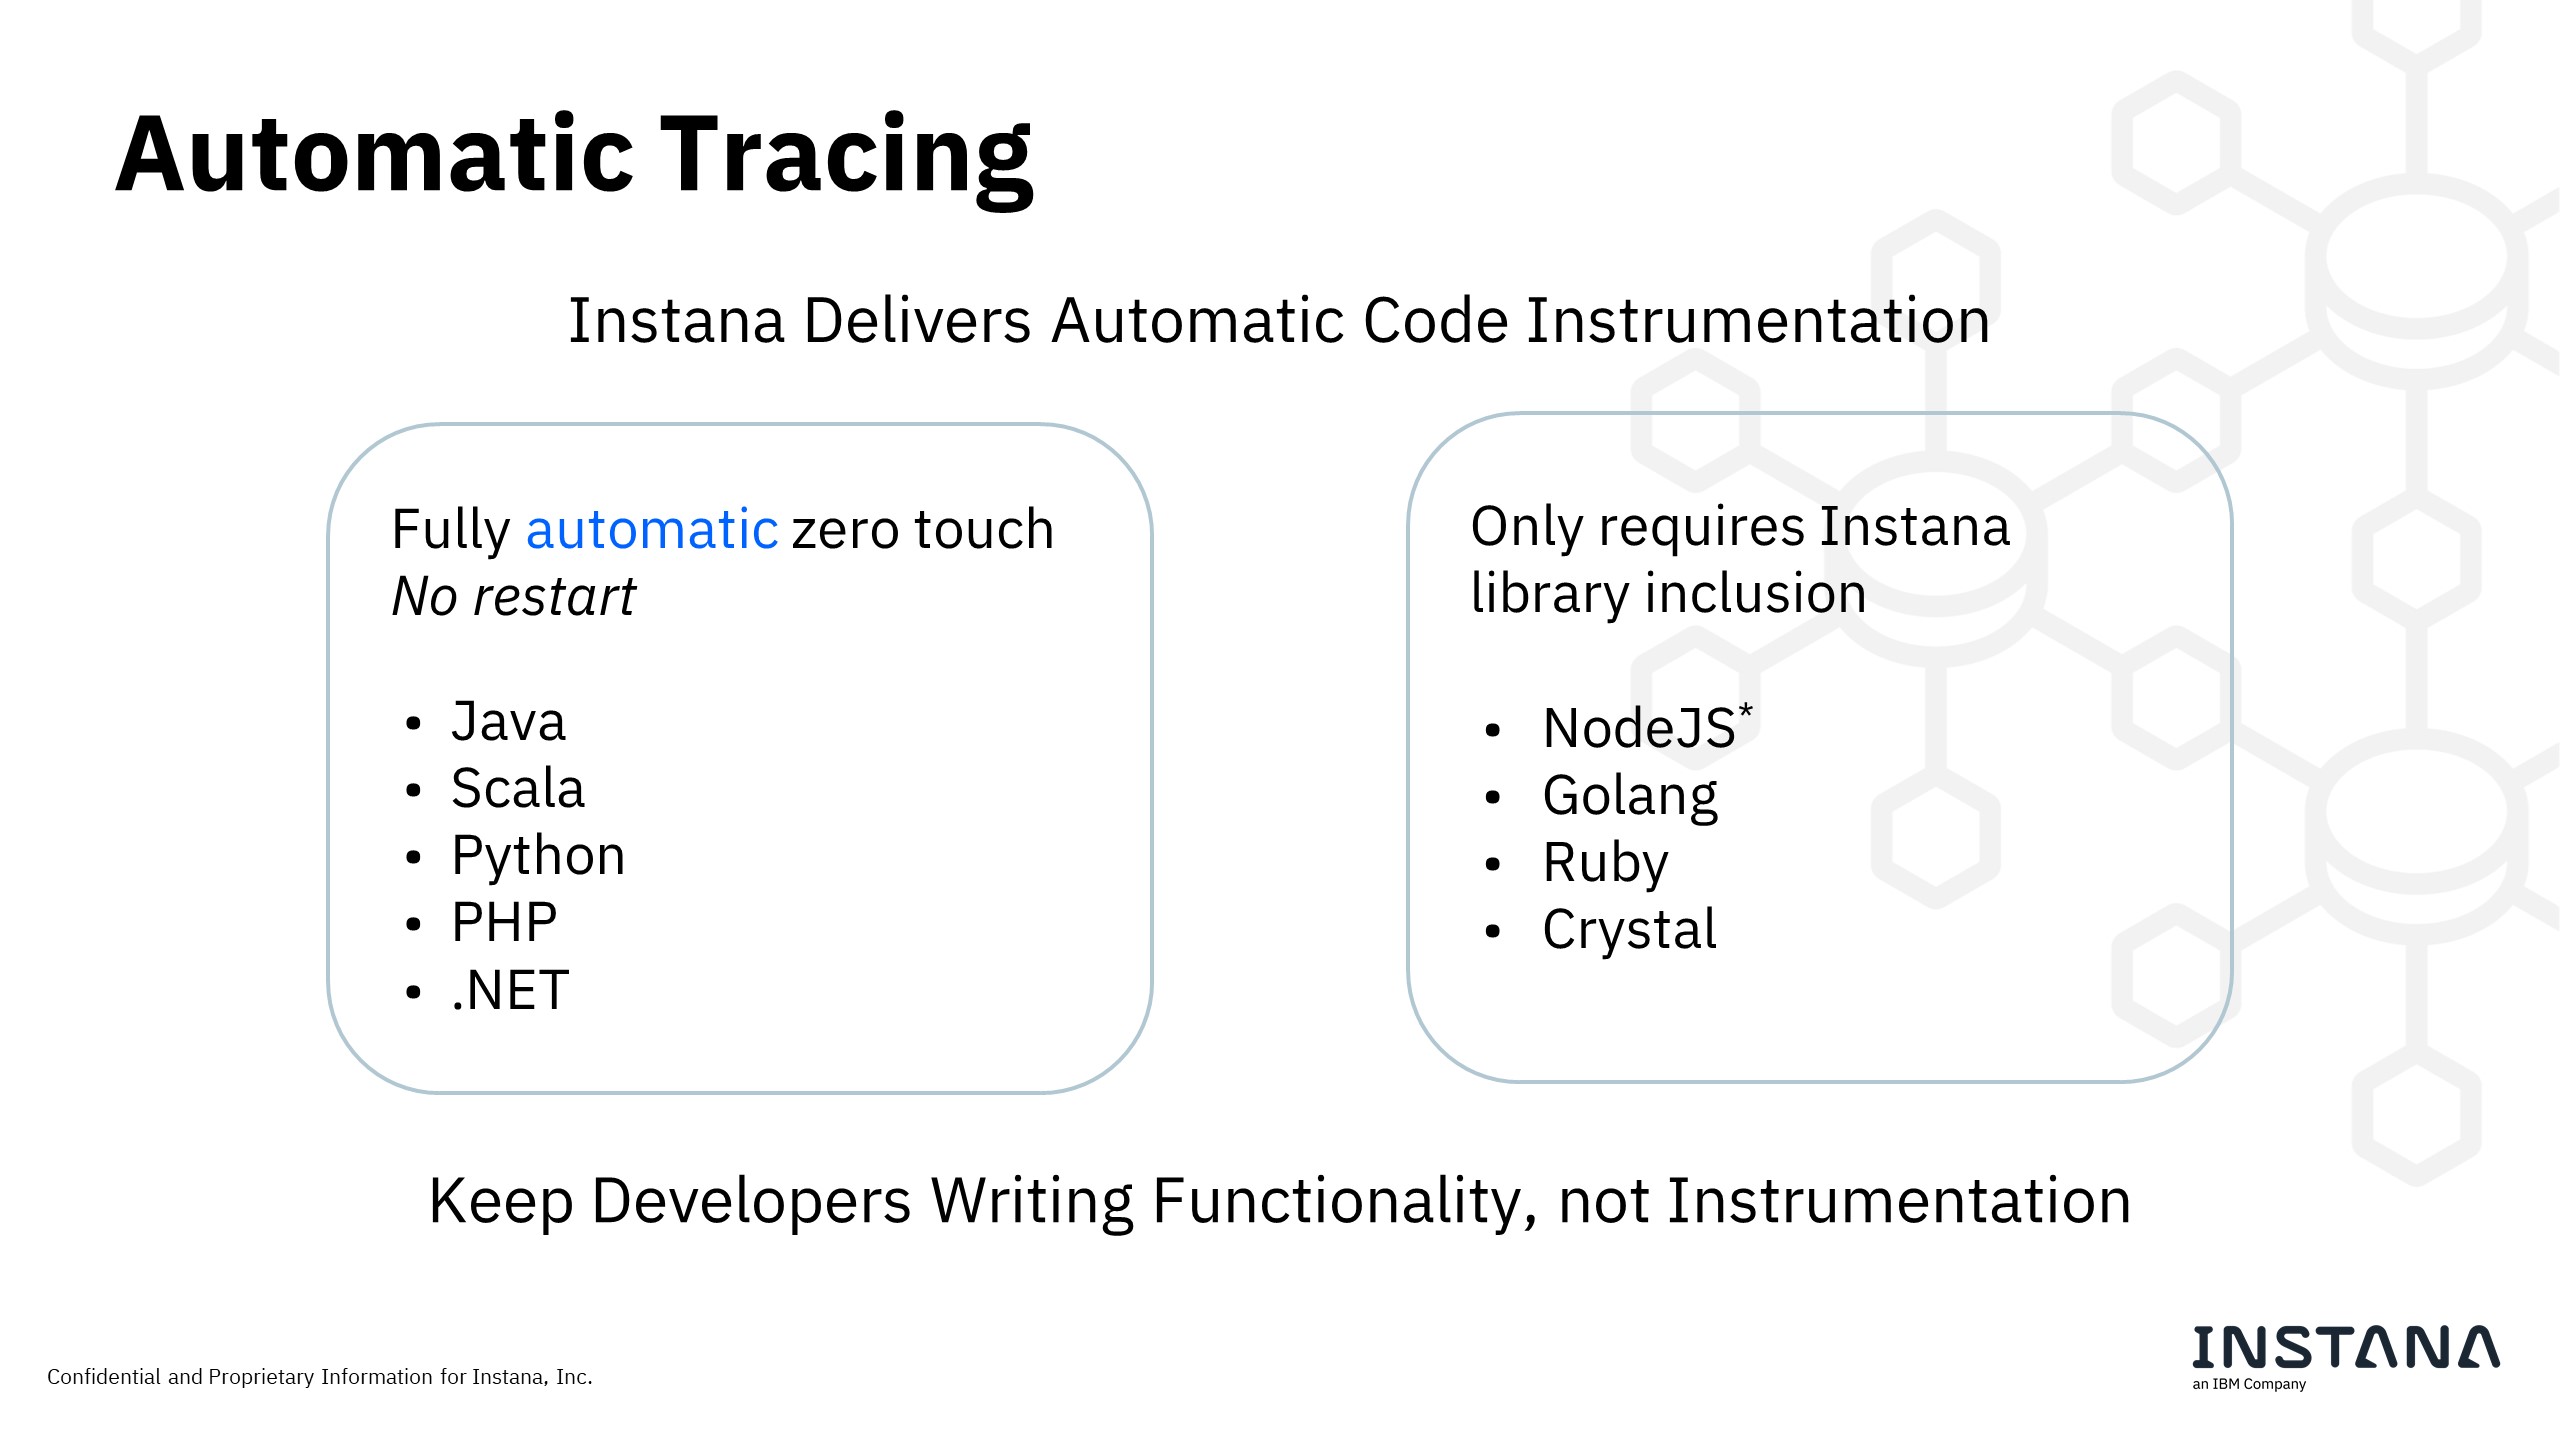 Automatic Tracing
Instana Delivers Automatic Code Instrumentation
Fully automatic zero touch
No restart
• Java
• Scala
• Python
• PHP
• .NET
Only requires Instana
library inclusion
• NodeJS*
• Golang
• Ruby
• Crystal
Keep Developers Writing Functionality, not Instrumentation
Confidential and Proprietary Information for Instana, Inc.
INSTANA
an IBM Company